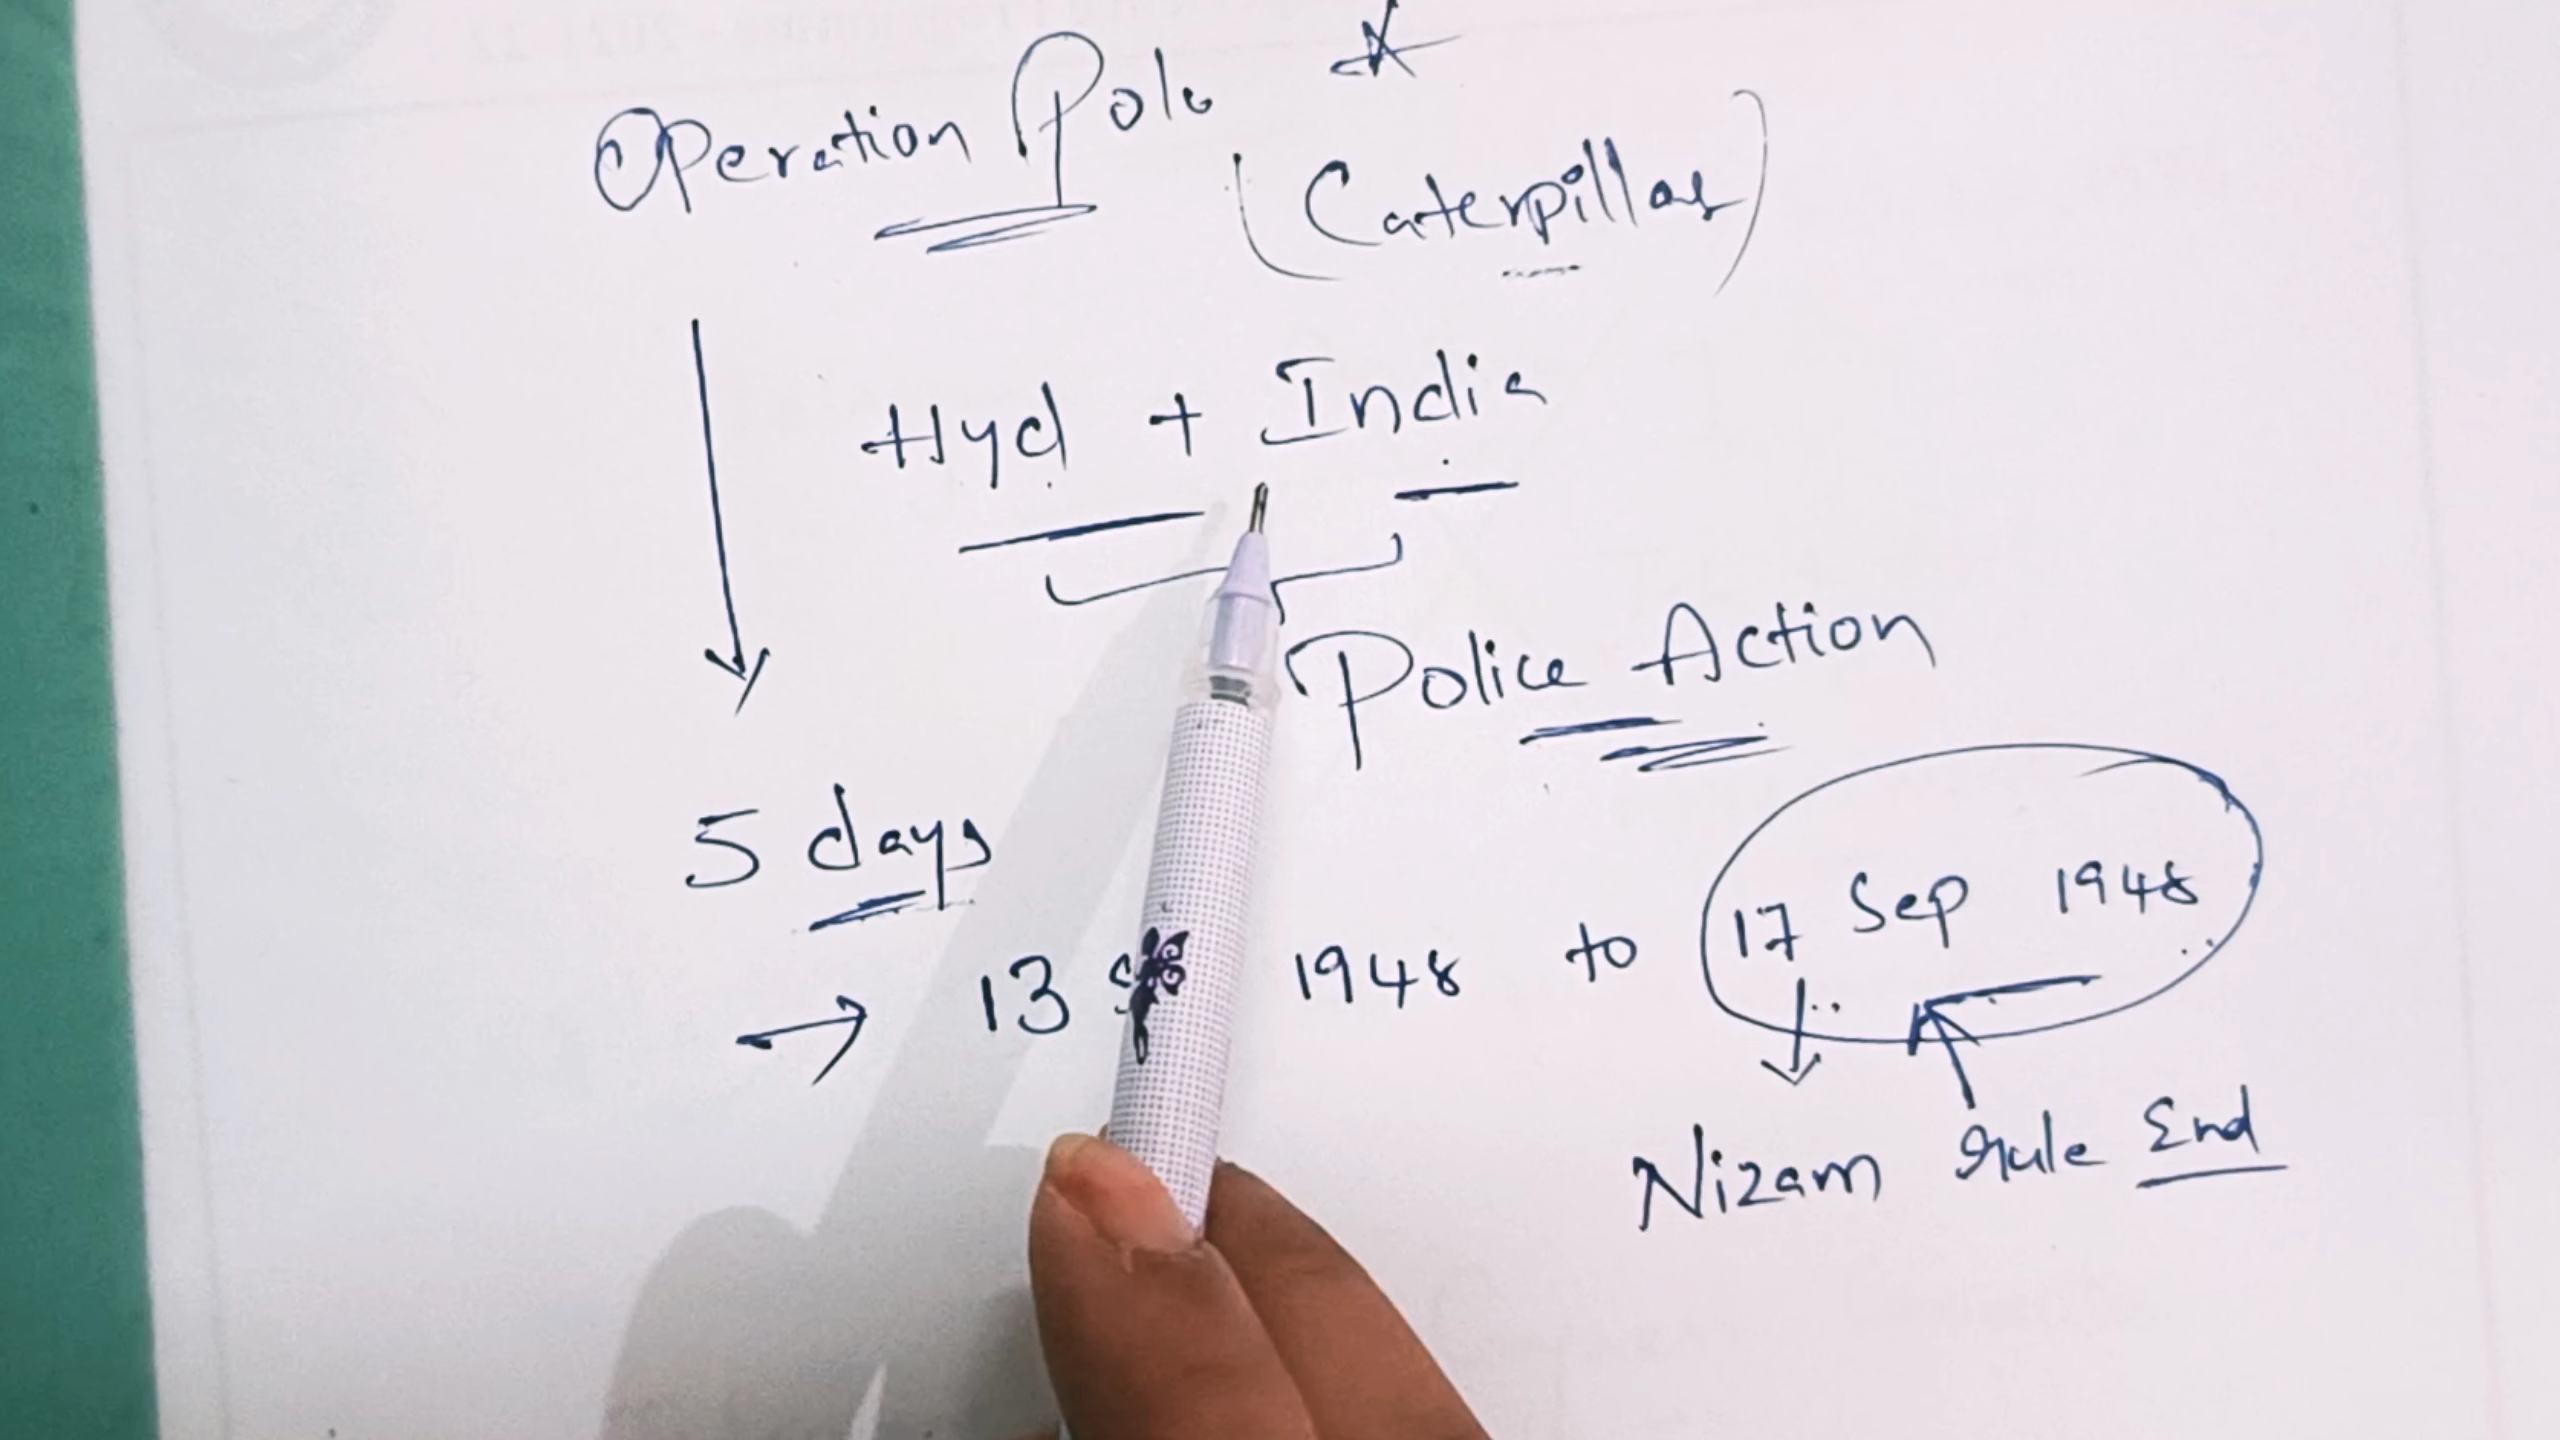 Operation Polo
(Caterpillar)
Hyd + India
Police Action
5 days
→ 13 1948 to 17 Sep 1948
Nizam rule End